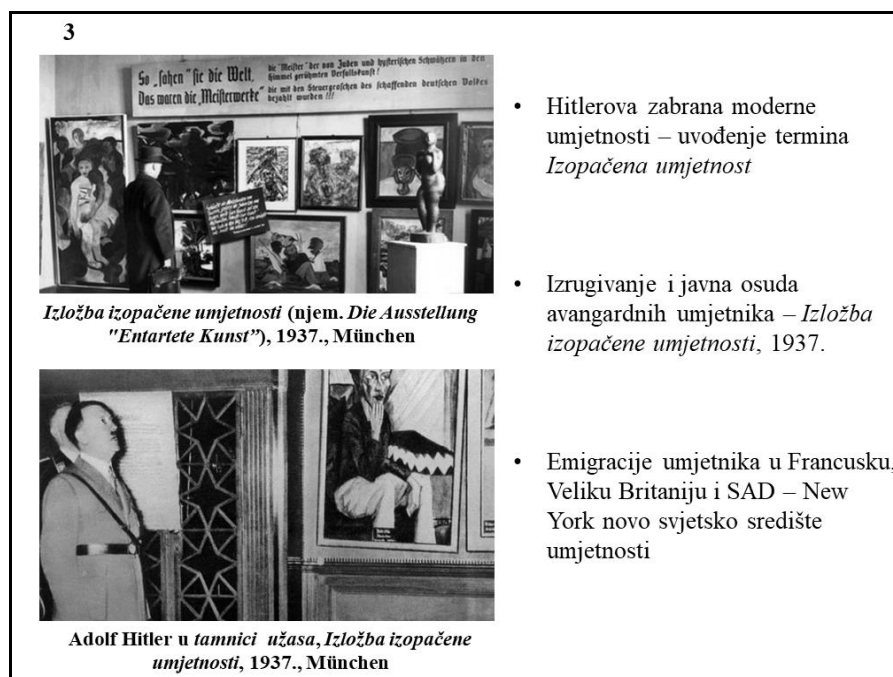 3
So „sahen“ sie die Welt,
Das waren die „Meisterwerke“
die "Meister" der von Juden und hysterischen Schwätzern in den
Himmel gerühmten Verfallskunst!
die mit den Steuergroschen des schaffenden deutschen Volkes
bezahlt wurden!!!
Izložba izopačene umjetnosti (njem. Die Ausstellung
"Entartete Kunst”), 1937., München
Adolf Hitler u tamnici užasa, Izložba izopačene
umjetnosti, 1937., München
• Hitlerova zabrana moderne
umjetnosti – uvođenje termina
Izopačena umjetnost
• Izrugivanje i javna osuda
avangardnih umjetnika – Izložba
izopačene umjetnosti, 1937.
• Emigracije umjetnika u Francusku,
Veliku Britaniju i SAD – New
York novo svjetsko središte
umjetnosti